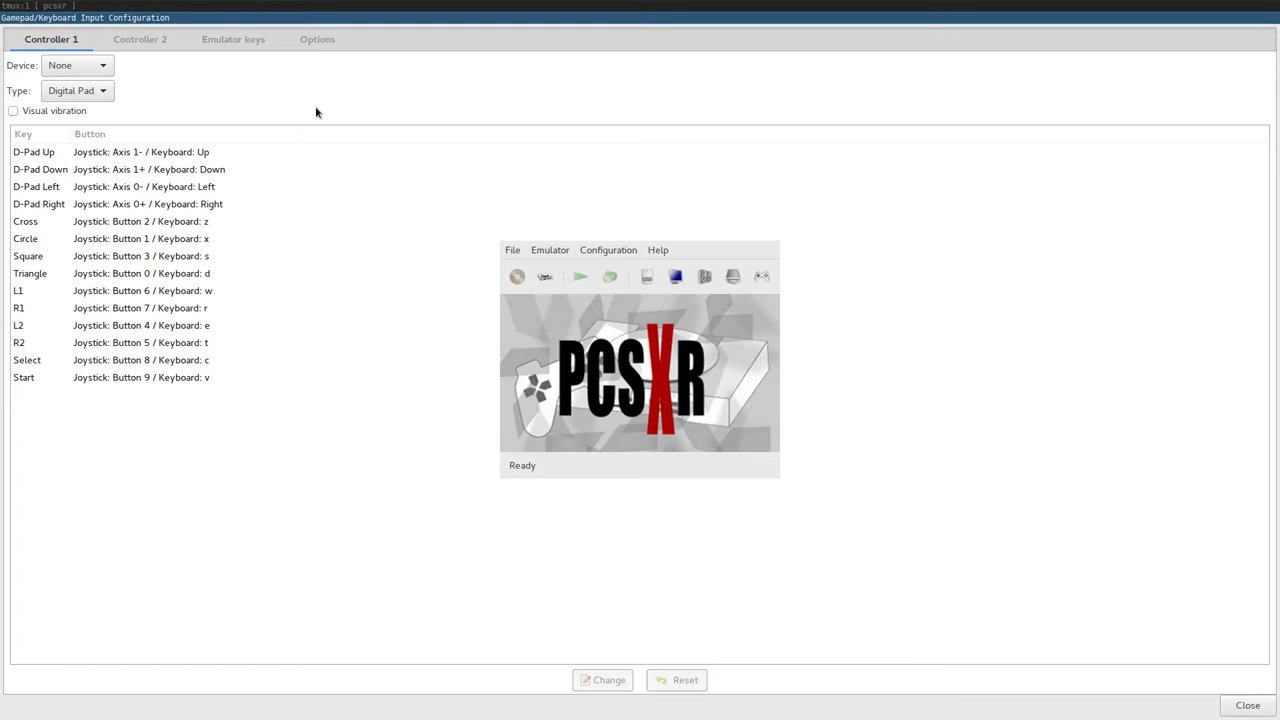 tmux:1 [ pcsxr ]
Gamepad/Keyboard Input Configuration
Controller 1 Controller 2 Emulator keys Options
Device: None
Type: Digital Pad
Visual vibration
Key Button
D-Pad Up Joystick: Axis 1- / Keyboard: Up
D-Pad Down Joystick: Axis 1+ / Keyboard: Down
D-Pad Left Joystick: Axis 0- / Keyboard: Left
D-Pad Right Joystick: Axis 0+ / Keyboard: Right
Cross Joystick: Button 2 / Keyboard: z
Circle Joystick: Button 1 / Keyboard: x
Square Joystick: Button 3 / Keyboard: s
Triangle Joystick: Button 0 / Keyboard: d
L1 Joystick: Button 6 / Keyboard: w
R1 Joystick: Button 7 / Keyboard: r
L2 Joystick: Button 4 / Keyboard: e
R2 Joystick: Button 5 / Keyboard: t
Select Joystick: Button 8 / Keyboard: c
Start Joystick: Button 9 / Keyboard: v
File Emulator Configuration Help
PCSXR
Ready
Change Reset
Close